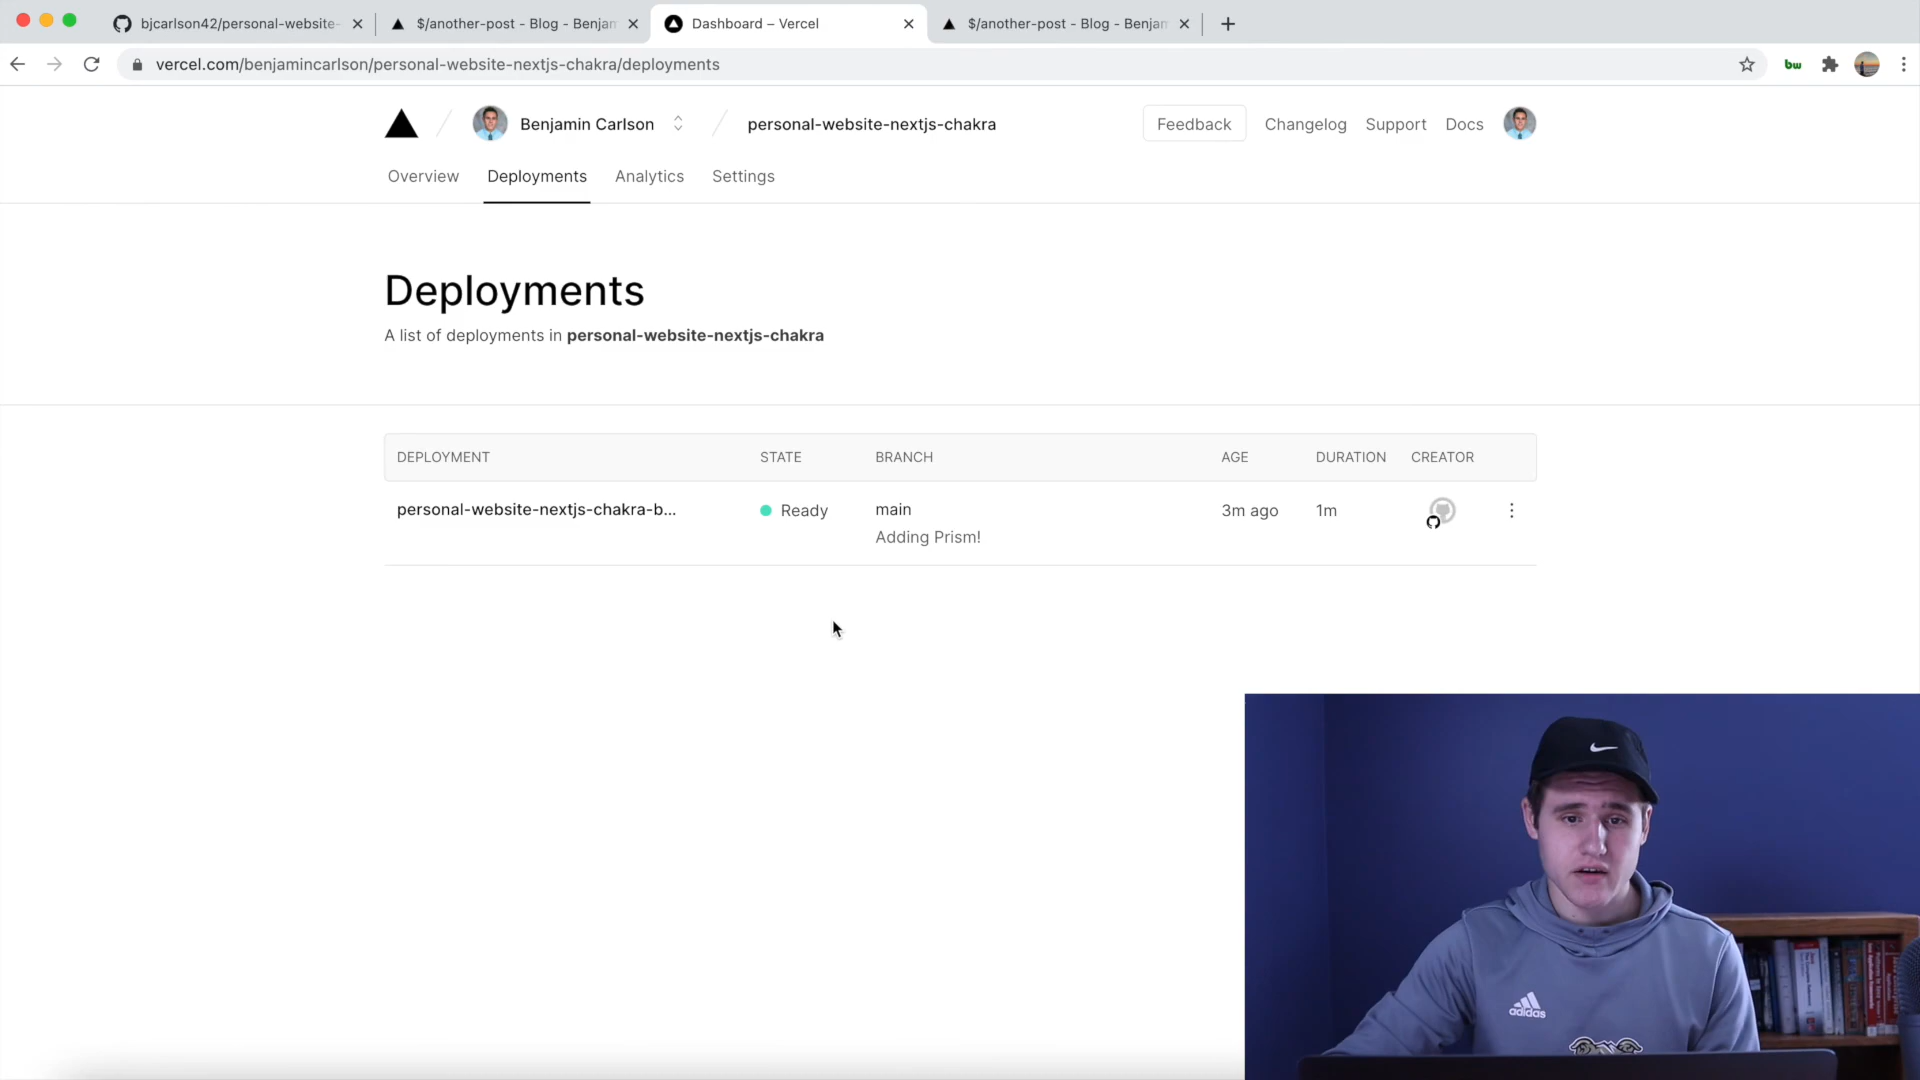 bjcarlson42/personal-website-
$/another-post - Blog - Benjam
Dashboard – Vercel
$/another-post - Blog - Benjam
vercel.com/benjamincarlson/personal-website-nextjs-chakra/deployments
bw
Benjamin Carlson
personal-website-nextjs-chakra
Feedback
Changelog
Support
Docs
Overview
Deployments
Analytics
Settings
Deployments
A list of deployments in personal-website-nextjs-chakra
DEPLOYMENT STATE BRANCH AGE DURATION CREATOR
personal-website-nextjs-chakra-b... Ready main 3m ago 1m
Adding Prism!
adidas